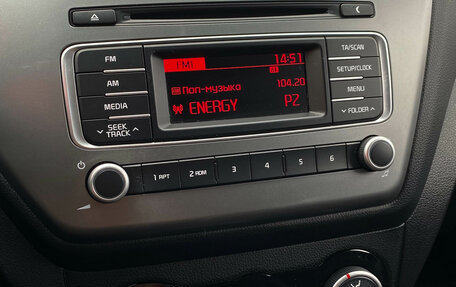 FM
AM
MEDIA
SEEK
TRACK
FM1
14:51
Поп-музыка
104.20
ENERGY
P2
TA/SCAN
SETUP/CLOCK
MENU
FOLDER
1 RPT
2 RDM
3
4
5
6